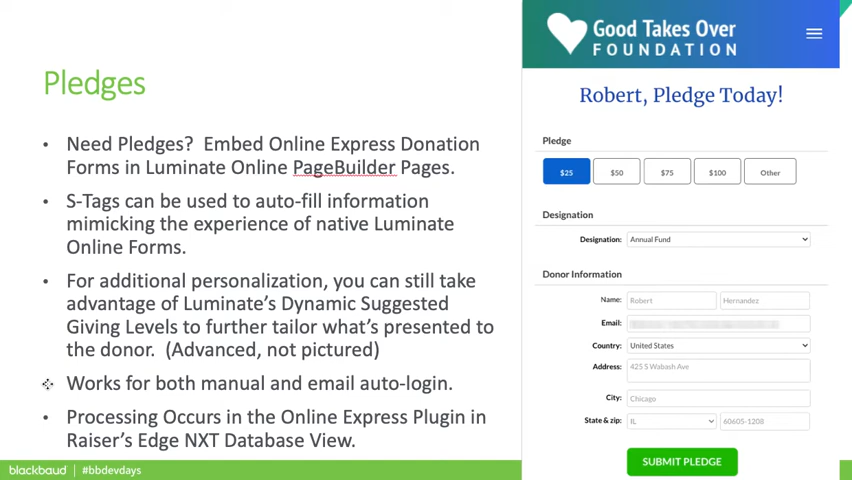 Pledges
• Need Pledges? Embed Online Express Donation
Forms in Luminate Online PageBuilder Pages.
• S-Tags can be used to auto-fill information
mimicking the experience of native Luminate
Online Forms.
• For additional personalization, you can still take
advantage of Luminate’s Dynamic Suggested
Giving Levels to further tailor what’s presented to
the donor. (Advanced, not pictured)
Works for both manual and email auto-login.
• Processing Occurs in the Online Express Plugin in
Raiser’s Edge NXT Database View.
blackbaud #bbdevdays
Good Takes Over
FOUNDATION
Robert, Pledge Today!
Pledge
$25 $50 $75 $100 Other
Designation
Designation: Annual Fund
Donor Information
Name: Robert Hernandez
Email:
Country: United States
Address: 425 S Wabash Ave
City: Chicago
State & zip: IL 60605-1208
SUBMIT PLEDGE